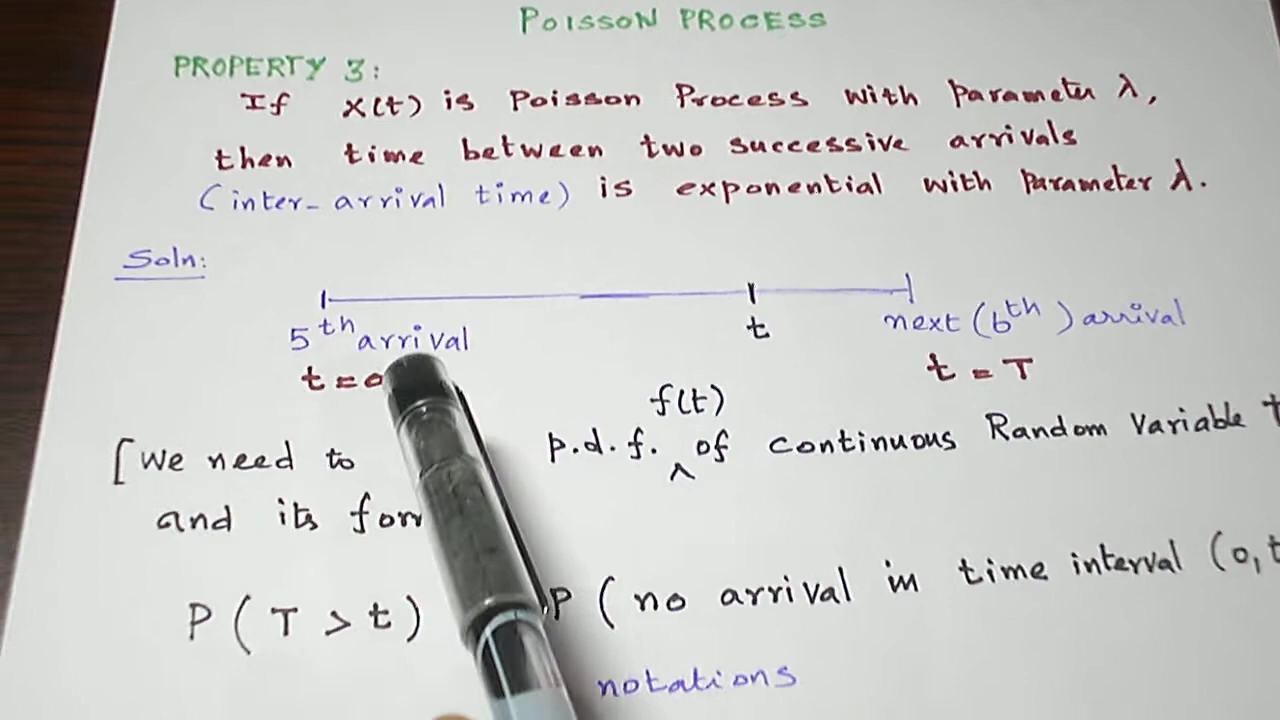 POISSON PROCESS
PROPERTY 3:
If X(t) is Poisson Process with Parameter λ,
then time between two successive arrivals
(inter-arrival time) is exponential with Parameter λ.
Soln:
5th arrival t next (6th) arrival
t = t = T
f(t)
[We need to p.d.f. ^ of continuous Random Variable
and its
P(T > t) P(no arrival in time interval (0, t
notations